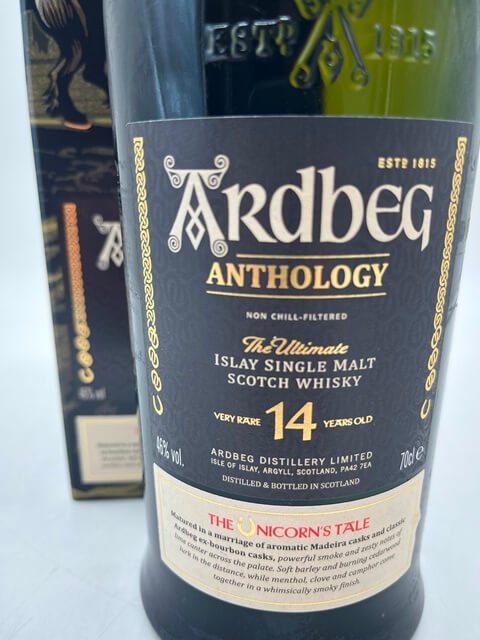 ESTD 1815
ESTD 1815
ARDBEG
ANTHOLOGY
NON CHILL-FILTERED
The Ultimate
ISLAY SINGLE MALT
SCOTCH WHISKY
VERY RARE 14 YEARS OLD
46% vol.
ARDBEG DISTILLERY LIMITED
ISLE OF ISLAY, ARGYLL, SCOTLAND, PA42 7EA
70cl e
DISTILLED & BOTTLED IN SCOTLAND
THE UNICORN'S TALE
Matured in a marriage of aromatic Madeira casks and classic
Ardbeg ex-bourbon casks, powerful smoke and zesty notes of
lime canter across the palate. Soft barley and burning cedarwood
lurk in the distance, while menthol, clove and camphor come
together in a whimsically smoky finish.